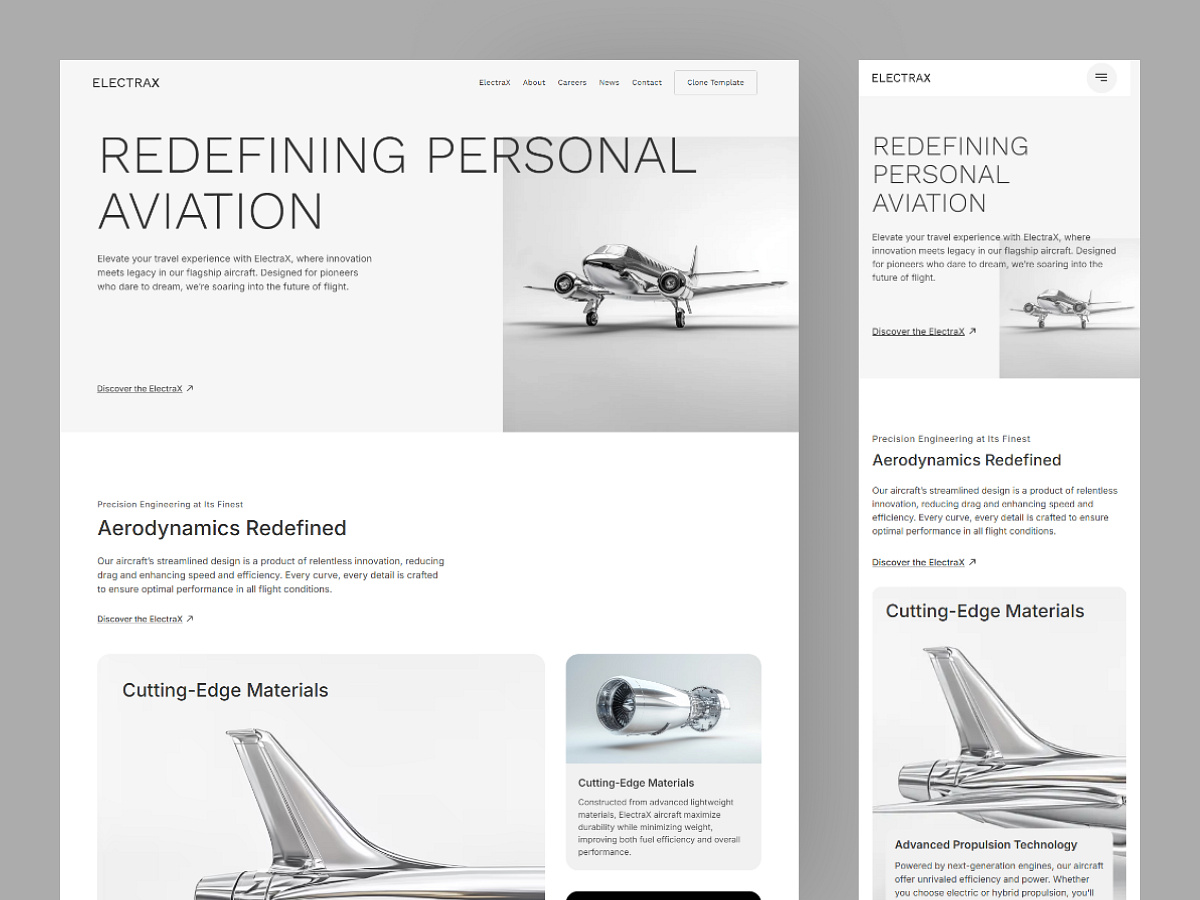 ELECTRAX
ElectraX About Careers News Contact Clone Template
REDEFINING PERSONAL
AVIATION
Elevate your travel experience with ElectraX, where innovation
meets legacy in our flagship aircraft. Designed for pioneers
who dare to dream, we're soaring into the future of flight.
Discover the ElectraX
Precision Engineering at Its Finest
Aerodynamics Redefined
Our aircraft's streamlined design is a product of relentless innovation, reducing
drag and enhancing speed and efficiency. Every curve, every detail is crafted
to ensure optimal performance in all flight conditions.
Discover the ElectraX
Cutting-Edge Materials
Cutting-Edge Materials
Constructed from advanced lightweight
materials, ElectraX aircraft maximize
durability while minimizing weight,
improving both fuel efficiency and overall
performance.
ELECTRAX
REDEFINING
PERSONAL
AVIATION
Elevate your travel experience with ElectraX, where
innovation meets legacy in our flagship aircraft. Designed
for pioneers who dare to dream, we're soaring into the
future of flight.
Discover the ElectraX
Precision Engineering at Its Finest
Aerodynamics Redefined
Our aircraft's streamlined design is a product of relentless
innovation, reducing drag and enhancing speed and
efficiency. Every curve, every detail is crafted to ensure
optimal performance in all flight conditions.
Discover the ElectraX
Cutting-Edge Materials
Advanced Propulsion Technology
Powered by next-generation engines, our aircraft
offer unrivaled efficiency and power. Whether
you choose electric or hybrid propulsion, you'll